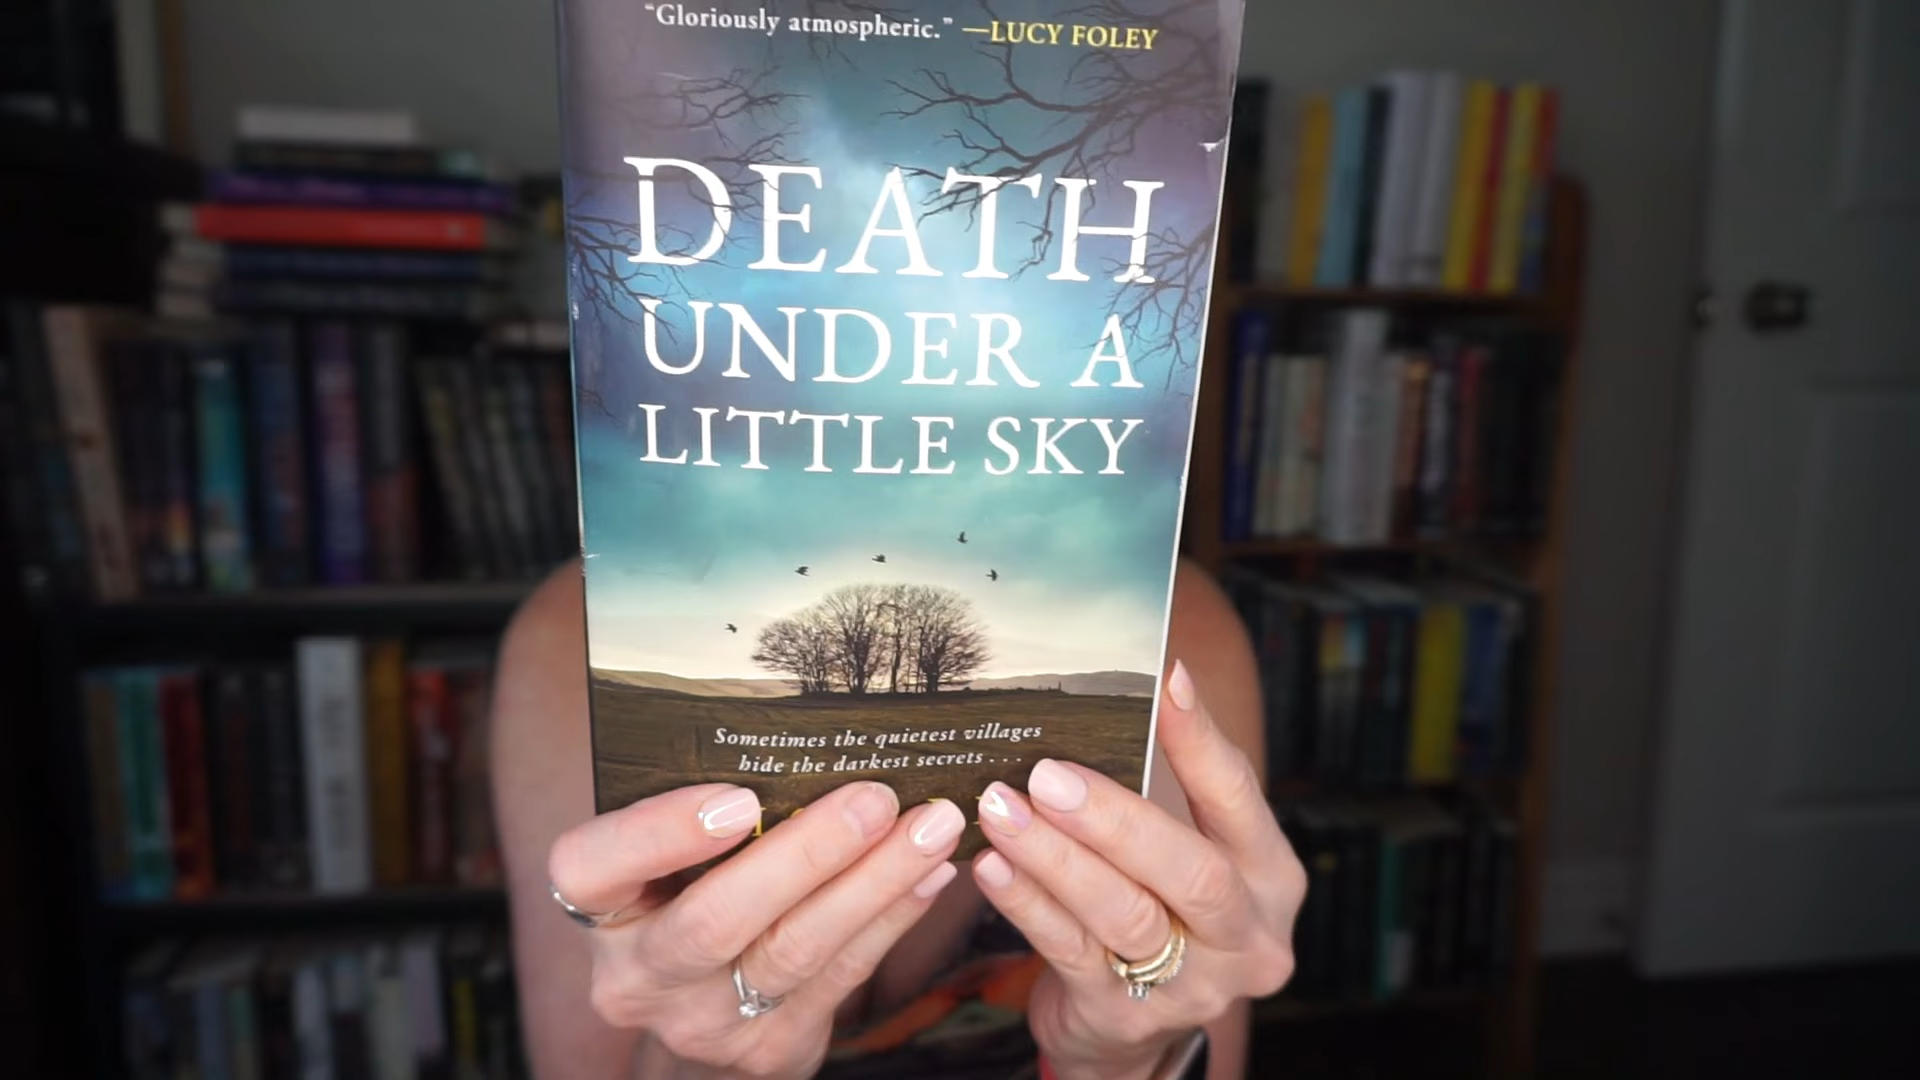 “Gloriously atmospheric.” —LUCY FOLEY
DEATH
UNDER A
LITTLE SKY
Sometimes the quietest villages
hide the darkest secrets . . .